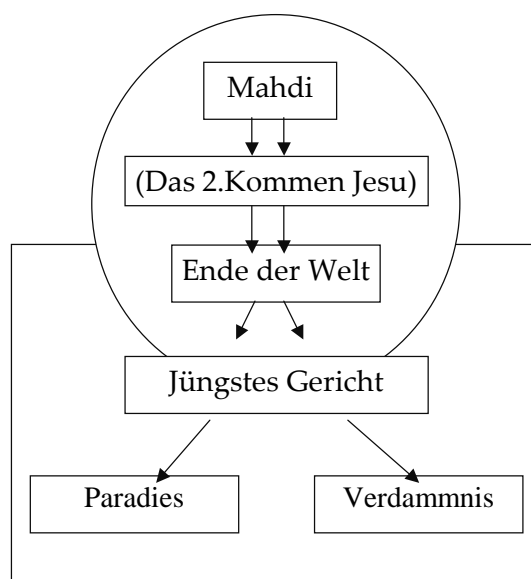 Mahdi
(Das 2.Kommen Jesu)
Ende der Welt
Jüngstes Gericht
Paradies
Verdammnis